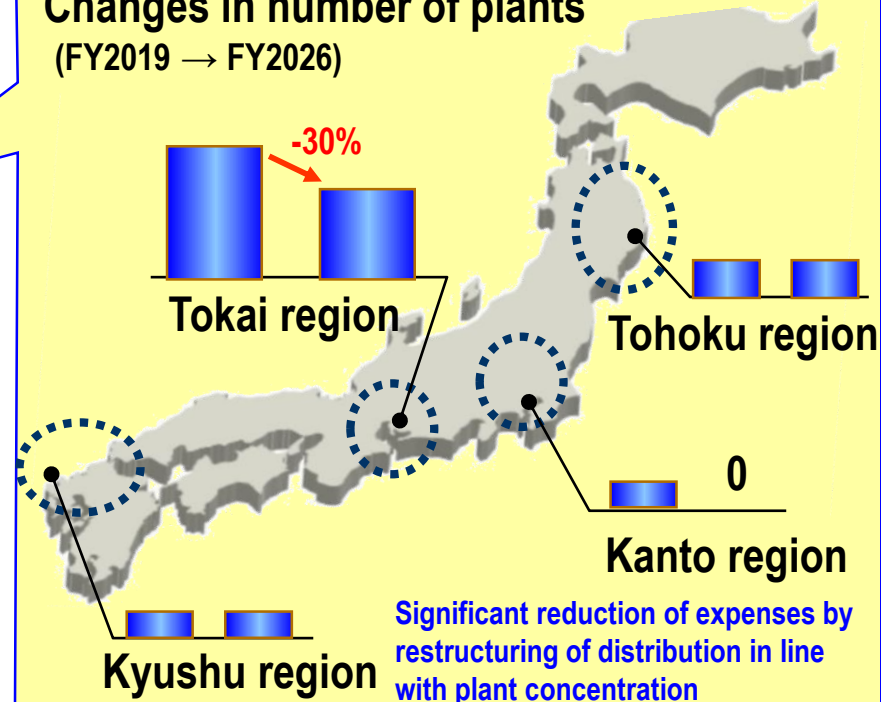 Changes in number of plants
(FY2019 → FY2026)
-30%
Tokai region
Tohoku region
0
Kanto region
Kyushu region
Significant reduction of expenses by
restructuring of distribution in line
with plant concentration